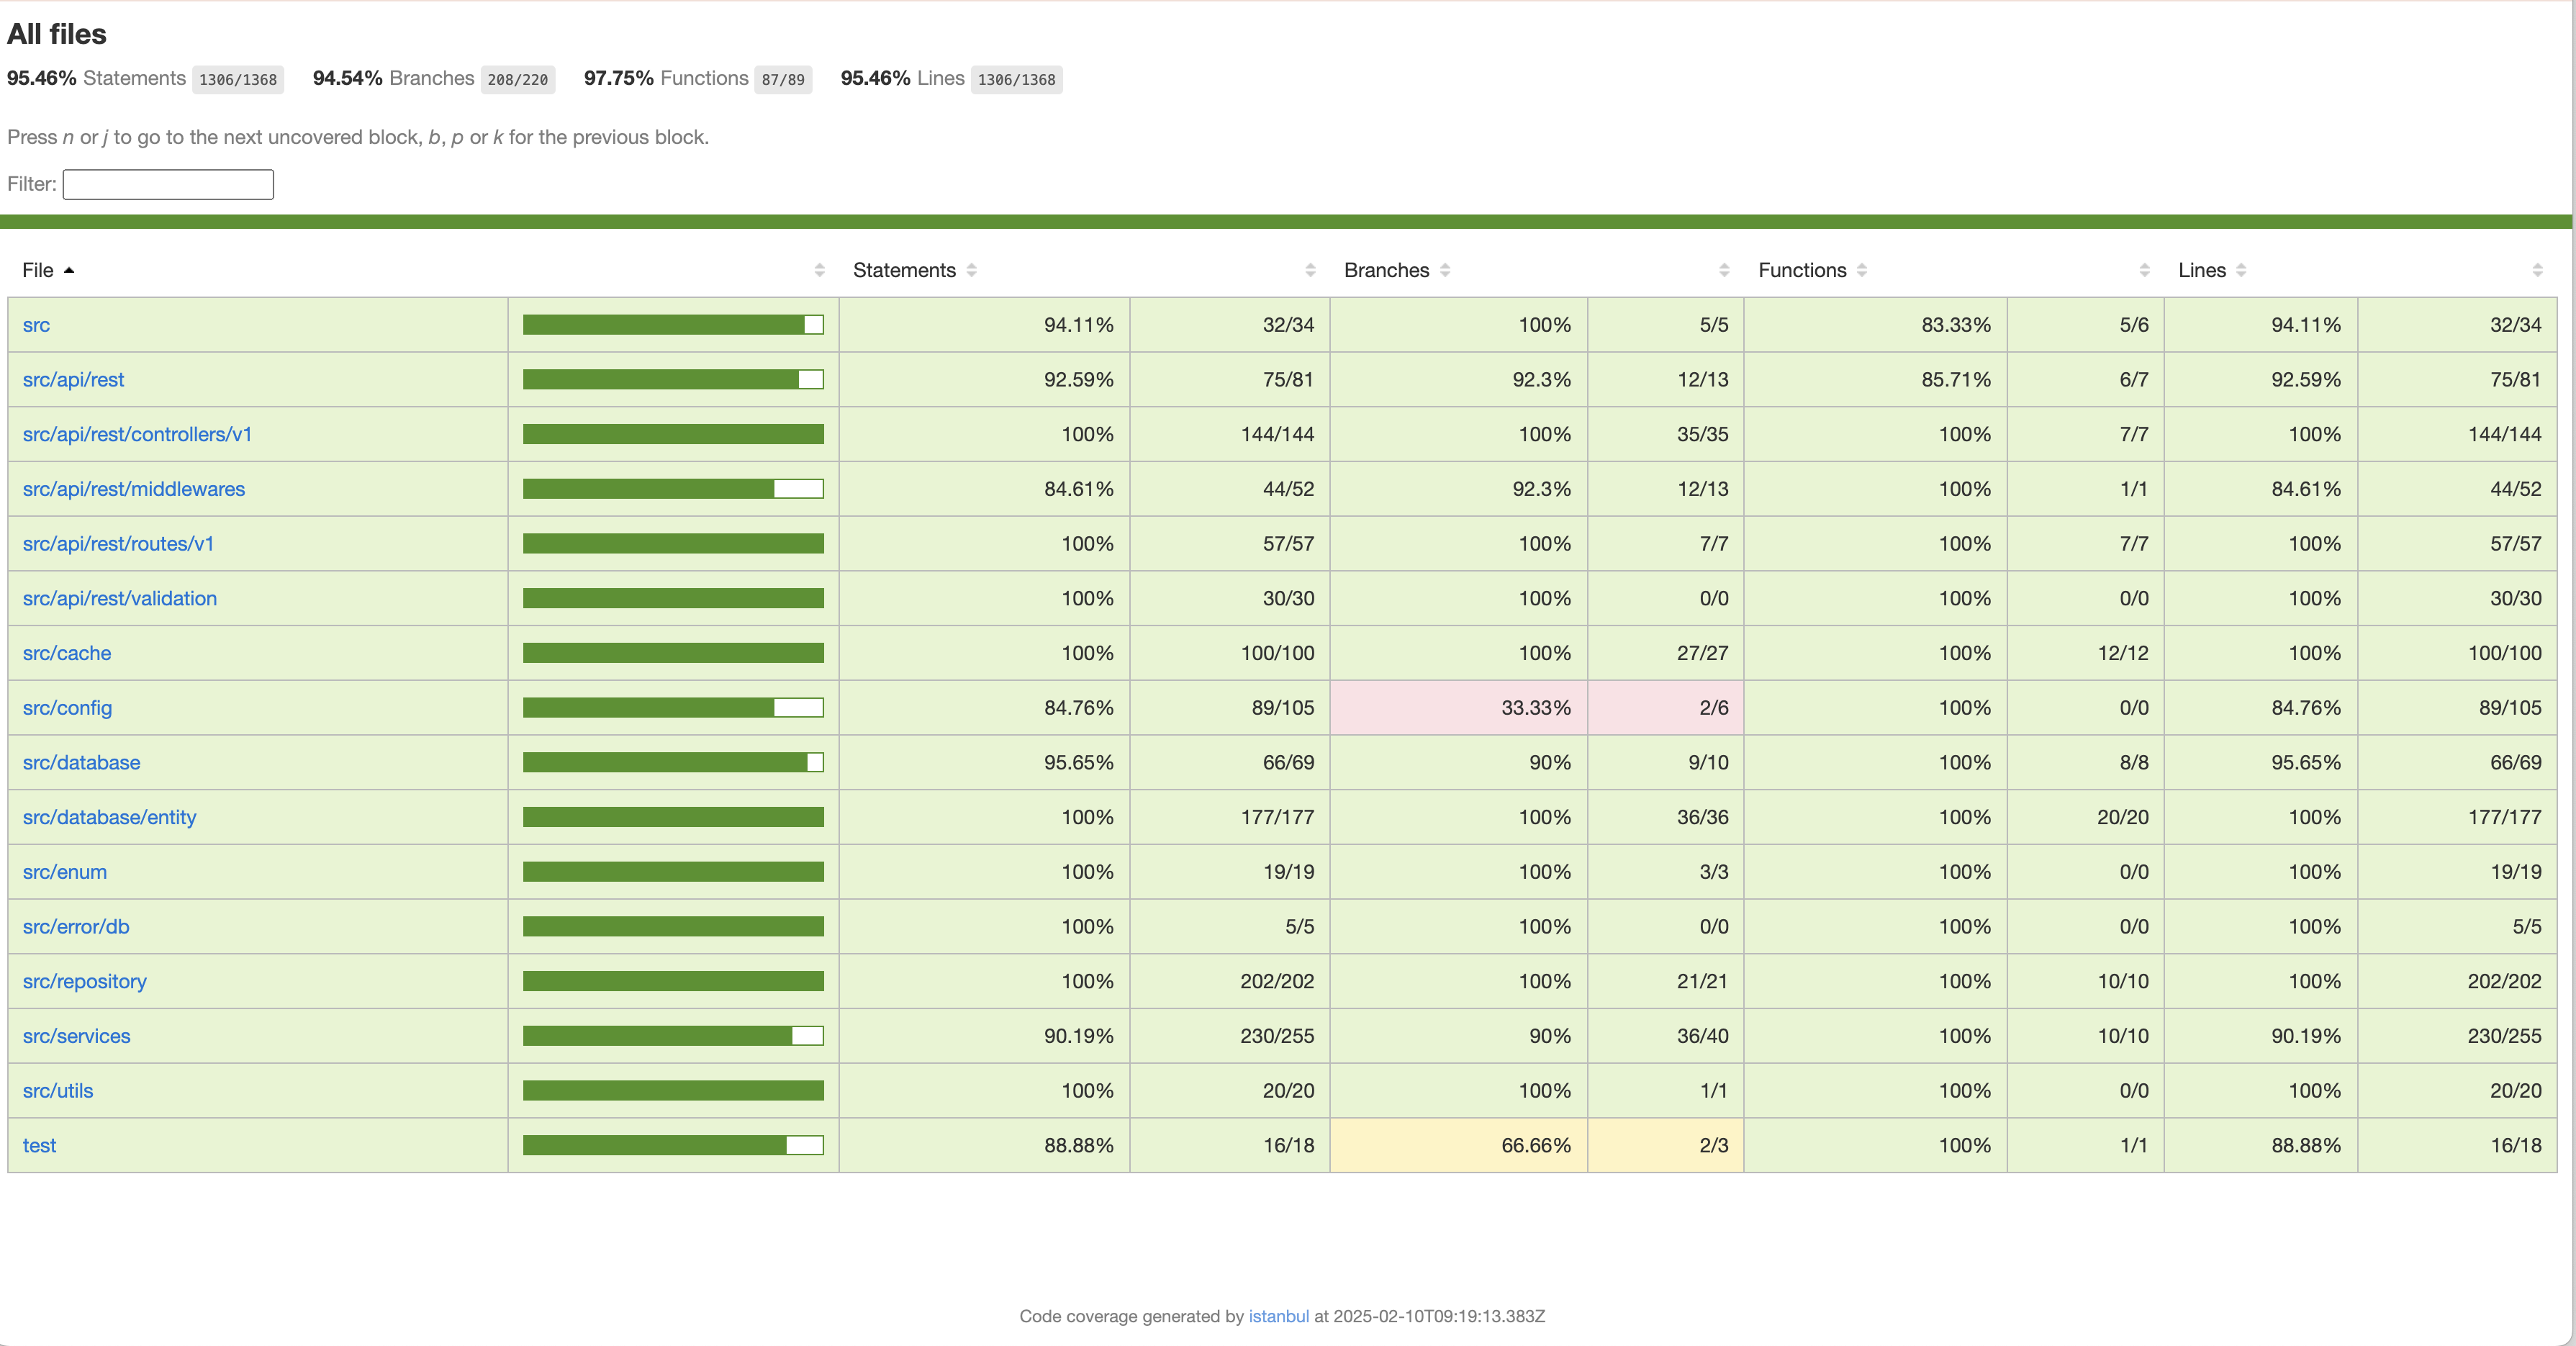 All files
95.46% Statements 1306/1368 94.54% Branches 208/220 97.75% Functions 87/89 95.46% Lines 1306/1368
Press n or j to go to the next uncovered block, b, p or k for the previous block.
Filter:
File Statements Branches Functions Lines
src 94.11% 32/34 100% 5/5 83.33% 5/6 94.11% 32/34
src/api/rest 92.59% 75/81 92.3% 12/13 85.71% 6/7 92.59% 75/81
src/api/rest/controllers/v1 100% 144/144 100% 35/35 100% 7/7 100% 144/144
src/api/rest/middlewares 84.61% 44/52 92.3% 12/13 100% 1/1 84.61% 44/52
src/api/rest/routes/v1 100% 57/57 100% 7/7 100% 7/7 100% 57/57
src/api/rest/validation 100% 30/30 100% 0/0 100% 0/0 100% 30/30
src/cache 100% 100/100 100% 27/27 100% 12/12 100% 100/100
src/config 84.76% 89/105 33.33% 2/6 100% 0/0 84.76% 89/105
src/database 95.65% 66/69 90% 9/10 100% 8/8 95.65% 66/69
src/database/entity 100% 177/177 100% 36/36 100% 20/20 100% 177/177
src/enum 100% 19/19 100% 3/3 100% 0/0 100% 19/19
src/error/db 100% 5/5 100% 0/0 100% 0/0 100% 5/5
src/repository 100% 202/202 100% 21/21 100% 10/10 100% 202/202
src/services 90.19% 230/255 90% 36/40 100% 10/10 90.19% 230/255
src/utils 100% 20/20 100% 1/1 100% 0/0 100% 20/20
test 88.88% 16/18 66.66% 2/3 100% 1/1 88.88% 16/18
Code coverage generated by istanbul at 2025-02-10T09:19:13.383Z